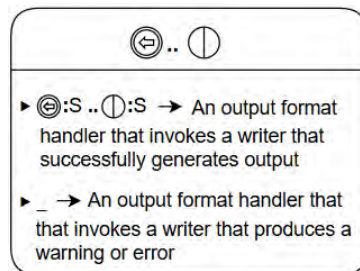 ..
▸ :S .. :S → An output format
handler that invokes a writer that
successfully generates output
▸ _ → An output format handler that
that invokes a writer that produces a
warning or error